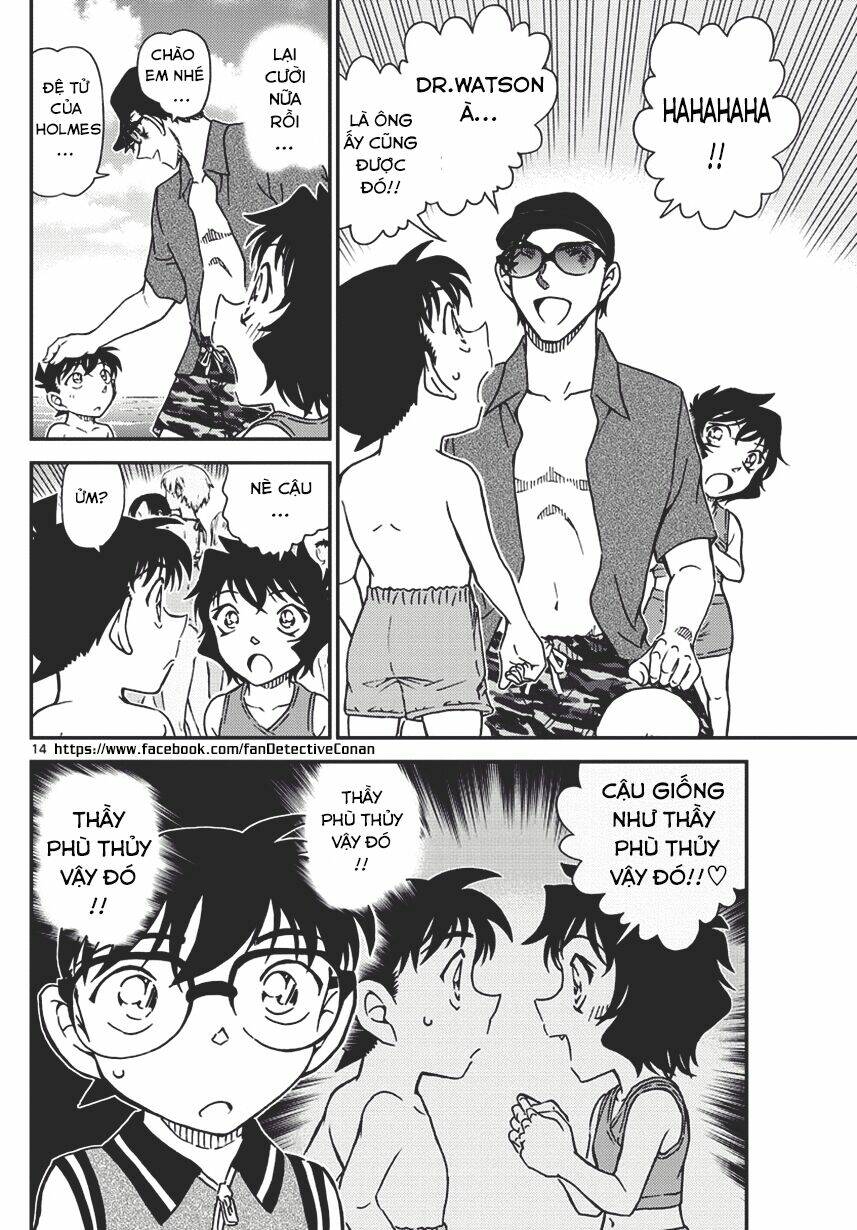 HAHAHAHA
!!
DR.WATSON
À...
LÀ ÔNG
ẤY CŨNG
ĐƯỢC
ĐÓ!!
LẠI
CƯỜI
NỮA
RỒI
...
CHÀO
EM NHÉ
...
ĐỆ TỬ
CỦA
HOLMES
...
NÈ CẬU
...
ỬM?
14 https://www.facebook.com/fanDetectiveConan
CẬU GIỐNG
NHƯ THẦY
PHÙ THỦY
VẬY ĐÓ!!♡
THẦY
PHÙ THỦY
VẬY ĐÓ
!!
THẦY
PHÙ THỦY
VẬY ĐÓ
!!